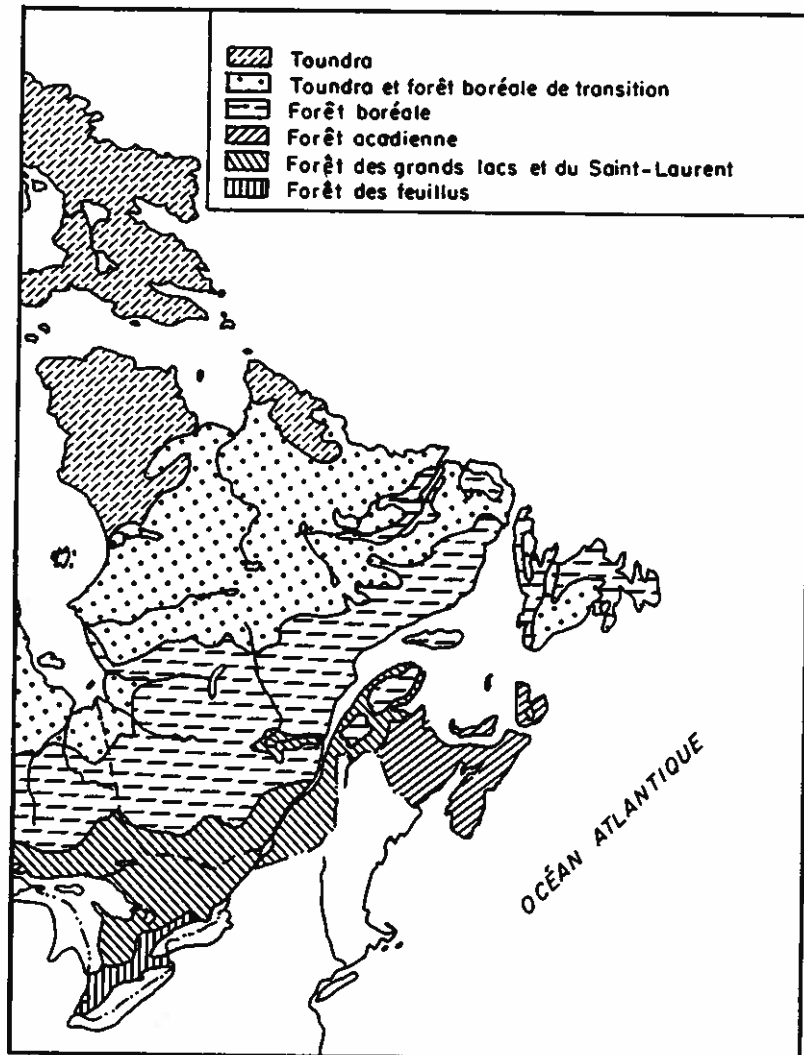 Toundra
Toundra et forêt boréale de transition
Forêt boréale
Forêt acadienne
Forêt des grands lacs et du Saint-Laurent
Forêt des feuillus
OCÉAN ATLANTIQUE